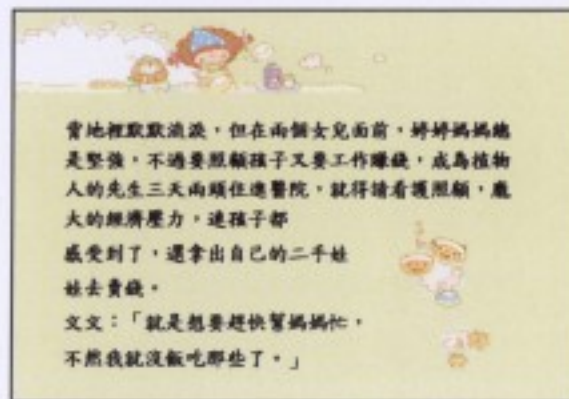 背地裡默默流淚，但在兩個女兒面前，婷婷媽媽總
是堅強，不過要照顧孩子又要工作賺錢，成為植物
人的先生三天兩頭住進醫院，就得請看護照顧，龐
大的經濟壓力，連孩子都
感受到了，還拿出自己的二手娃
娃去賣錢。
文文：「就是想要趕快幫媽媽忙，
不然我就沒飯吃那些了。」